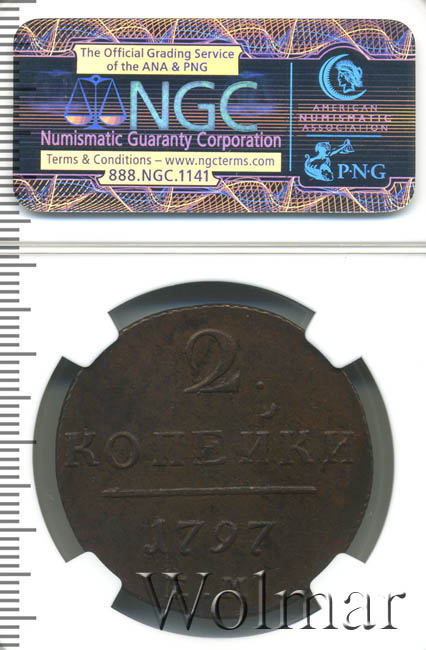 The Official Grading Service
of the ANA & PNG
NGC
Numismatic Guaranty Corporation
Terms & Conditions – www.ngcterms.com
888.NGC.1141
AMERICAN
NUMISMATIC
ASSOCIATION
P·N·G
2
КОПЕЙКИ
1797
Wolmar